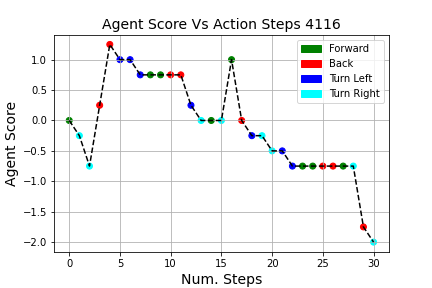 Agent Score Vs Action Steps 4116
Forward
Back
Turn Left
Turn Right
1.0
0.5
0.0
−0.5
−1.0
−1.5
−2.0
Agent Score
0 5 10 15 20 25 30
Num. Steps